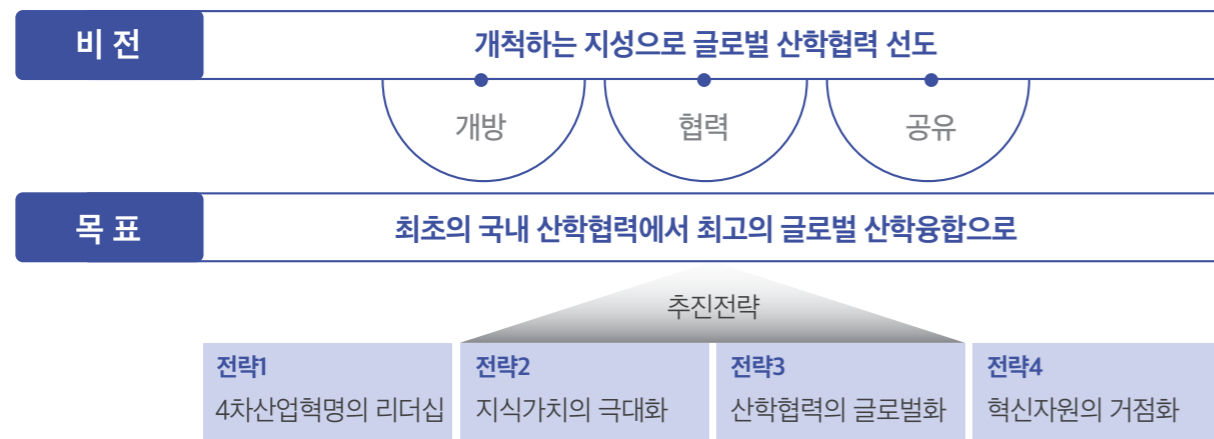 비 전
개척하는 지성으로 글로벌 산학협력 선도
개방
협력
공유
목 표
최초의 국내 산학협력에서 최고의 글로벌 산학융합으로
추진전략
전략1
4차산업혁명의 리더십
전략2
지식가치의 극대화
전략3
산학협력의 글로벌화
전략4
혁신자원의 거점화